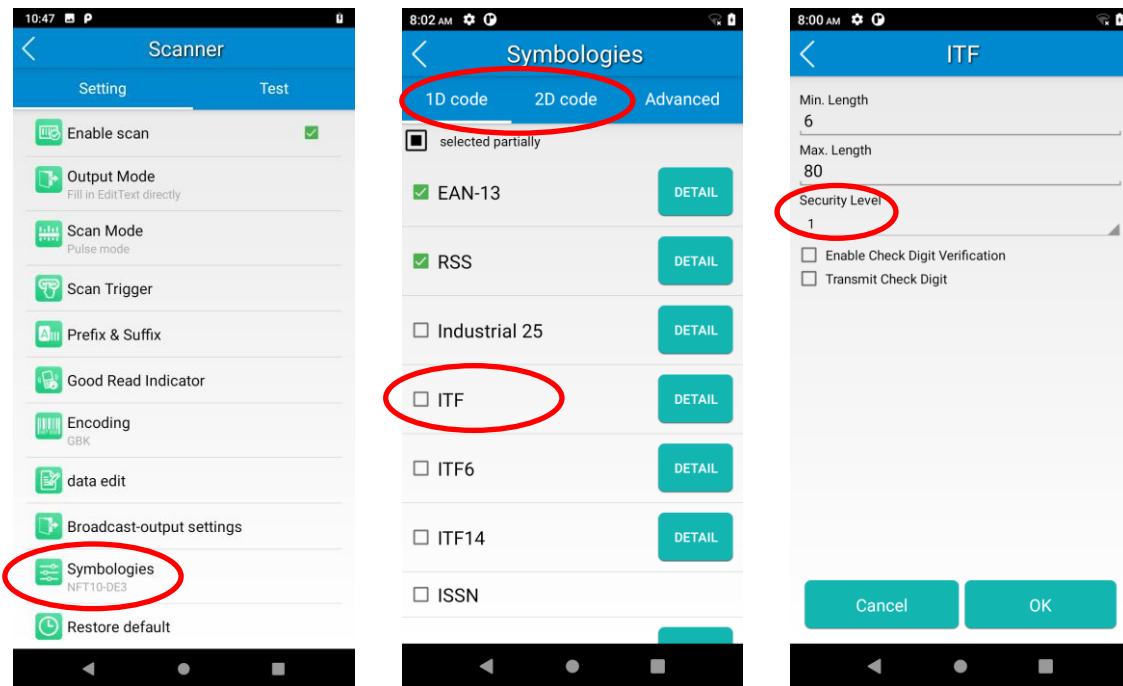 10:47
Scanner
Setting Test
Enable scan
Output Mode
Fill in EditText directly
Scan Mode
Pulse mode
Scan Trigger
Prefix & Suffix
Good Read Indicator
Encoding
GBK
data edit
Broadcast-output settings
Symbologies
NFT10-DE3
Restore default
8:02 AM
Symbologies
1D code 2D code Advanced
selected partially
EAN-13 DETAIL
RSS DETAIL
Industrial 25 DETAIL
ITF DETAIL
ITF6 DETAIL
ITF14 DETAIL
ISSN
8:00 AM
ITF
Min. Length
6
Max. Length
80
Security Level
1
Enable Check Digit Verification
Transmit Check Digit
Cancel OK